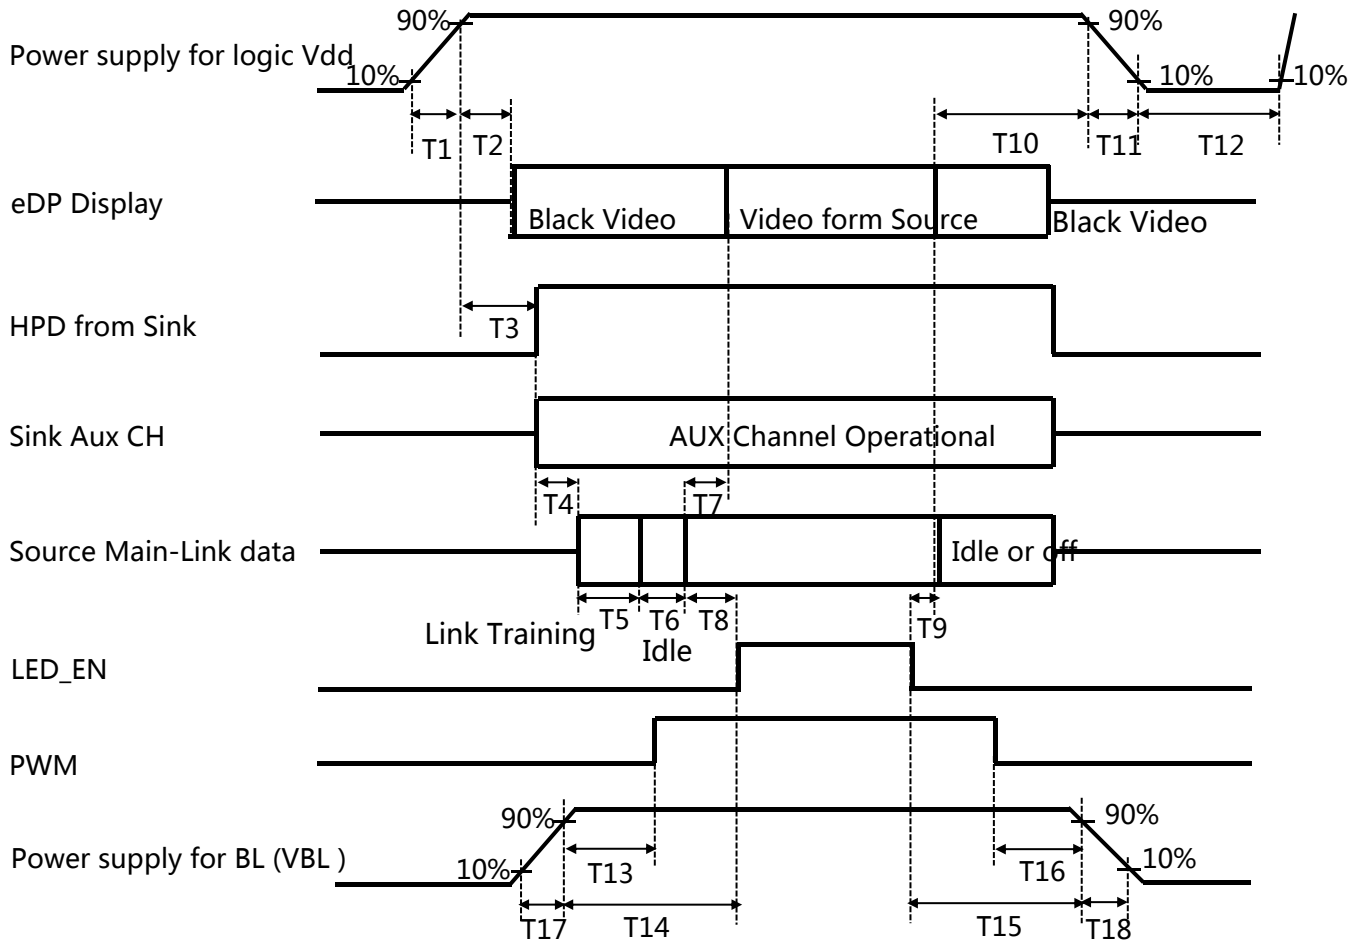 90%
90%
Power supply for logic Vdd
10%
10%
10%
T1
T2
T10
T11
T12
eDP Display
Black Video
Video form Source
Black Video
HPD from Sink
T3
Sink Aux CH
AUX Channel Operational
T4
T7
Source Main-Link data
Idle or off
T5
T6
T8
T9
Link Training
Idle
LED_EN
PWM
90%
90%
Power supply for BL (VBL )
10%
10%
T13
T16
T17
T14
T15
T18